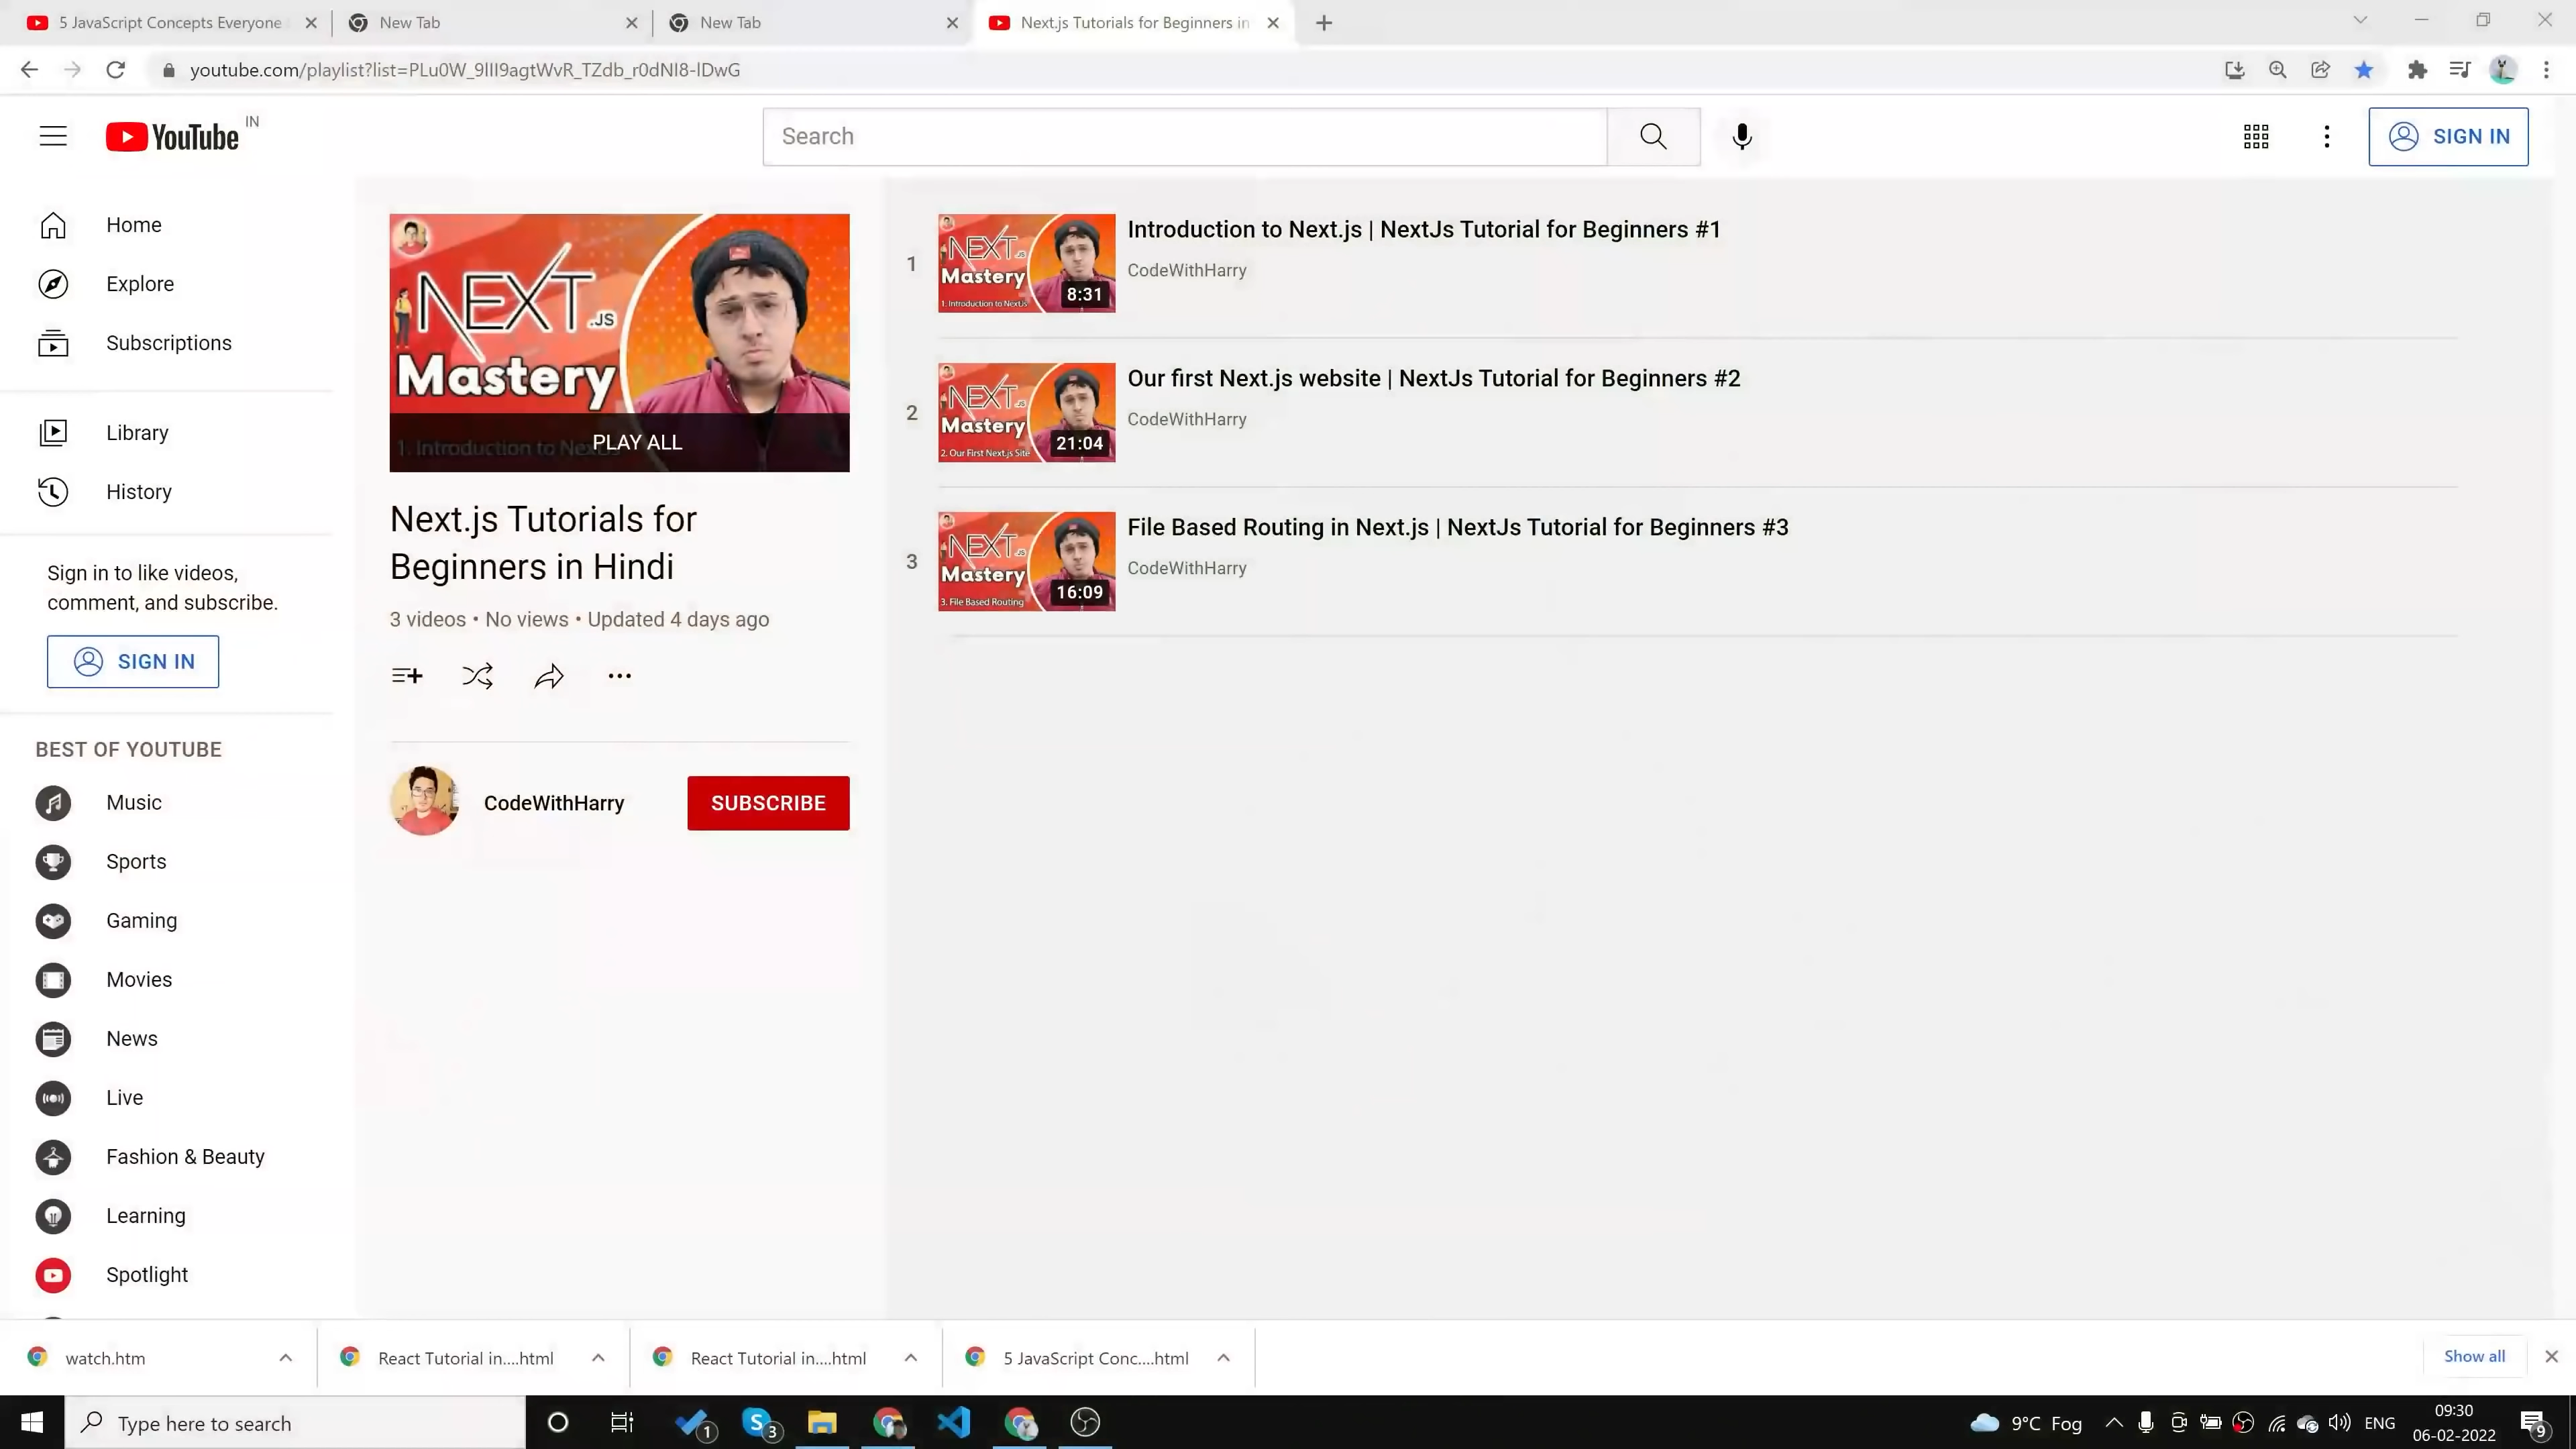 5 JavaScript Concepts Everyone
New Tab
New Tab
Next.js Tutorials for Beginners in
youtube.com/playlist?list=PLu0W_9lII9agtWvR_TZdb_r0dNI8-lDwG
YouTube IN
Search
SIGN IN
Home
Explore
Subscriptions
Library
History
Sign in to like videos,
comment, and subscribe.
SIGN IN
BEST OF YOUTUBE
Music
Sports
Gaming
Movies
News
Live
Fashion & Beauty
Learning
Spotlight
NEXT.JS
Mastery
1. Introduction to NextJs
PLAY ALL
Next.js Tutorials for
Beginners in Hindi
3 videos • No views • Updated 4 days ago
CodeWithHarry
SUBSCRIBE
1
NEXT.JS
Mastery
1. Introduction to NextJs
8:31
Introduction to Next.js | NextJs Tutorial for Beginners #1
CodeWithHarry
2
NEXT.JS
Mastery
2. Our First Next.js Site
21:04
Our first Next.js website | NextJs Tutorial for Beginners #2
CodeWithHarry
3
NEXT.JS
Mastery
3. File Based Routing
16:09
File Based Routing in Next.js | NextJs Tutorial for Beginners #3
CodeWithHarry
watch.htm
React Tutorial in....html
React Tutorial in....html
5 JavaScript Conc....html
Show all
Type here to search
1
S 3
9°C Fog
ENG
09:30
06-02-2022
9